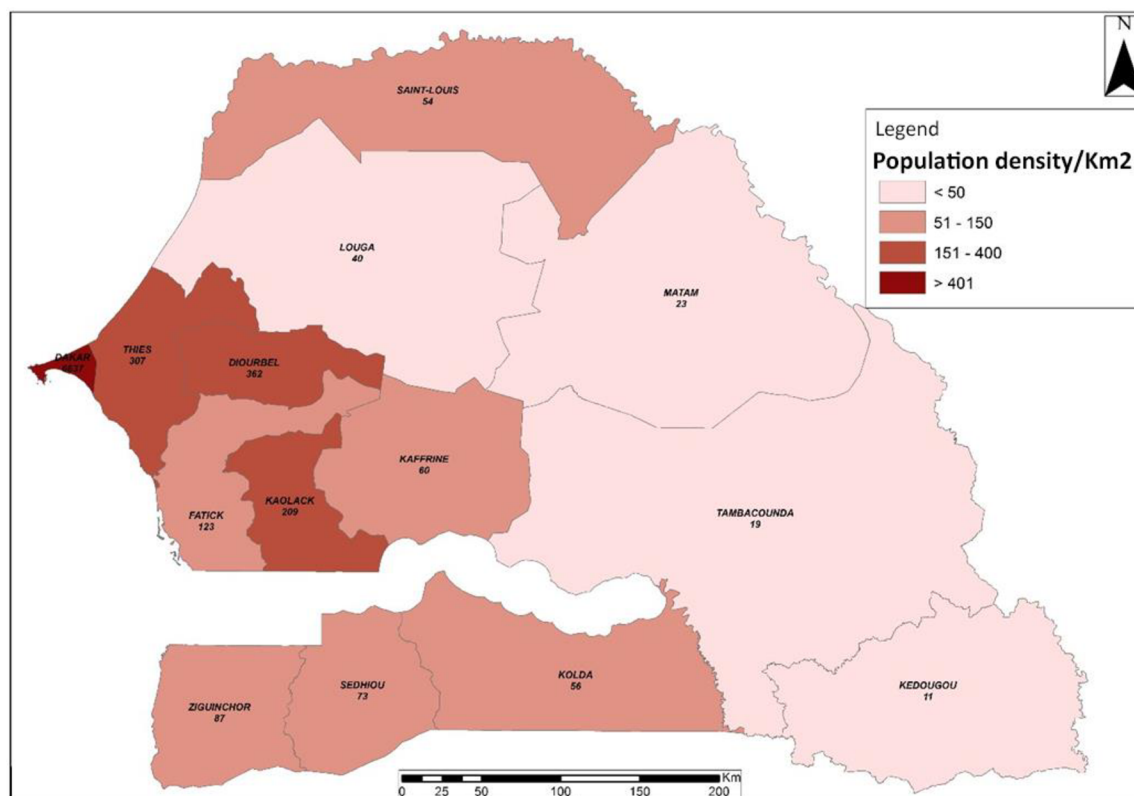 N
SAINT-LOUIS
54
Legend
Population density/Km2
< 50
51 - 150
151 - 400
> 401
LOUGA
40
MATAM
23
DAKAR
THIES
307
DIOURBEL
362
KAFFRINE
60
KAOLACK
209
FATICK
123
TAMBACOUNDA
19
ZIGUINCHOR
87
SEDHIOU
73
KOLDA
56
KEDOUGOU
11
Km
0 25 50 100 150 200